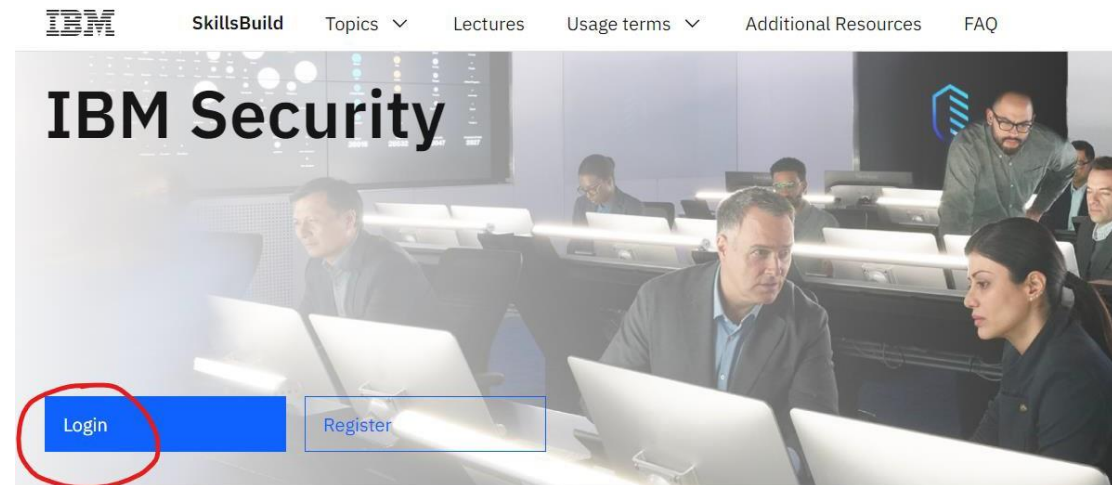 IBM SkillsBuild Topics Lectures Usage terms Additional Resources FAQ
IBM Security
Login Register